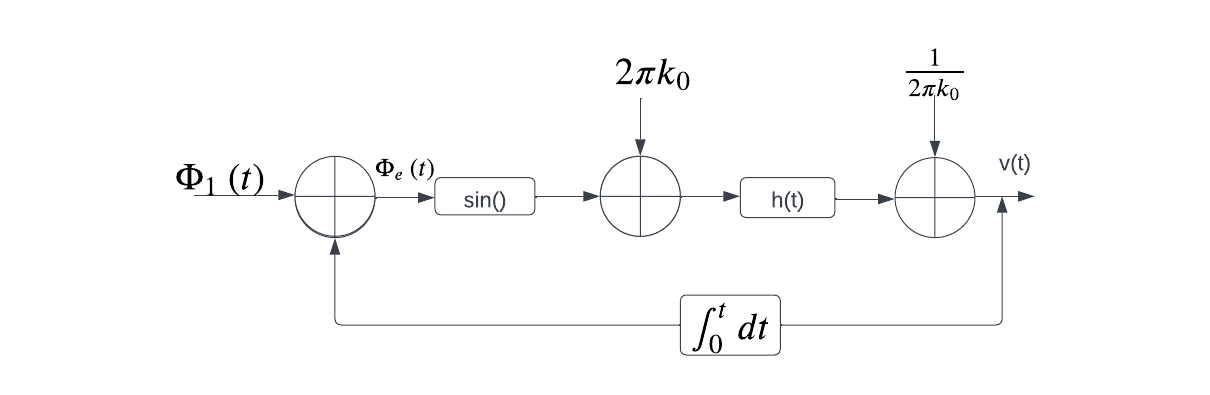 2πk₀
1/2πk₀
Φ₁ (t)
Φₑ (t)
sin()
h(t)
v(t)
∫₀ᵗ dt